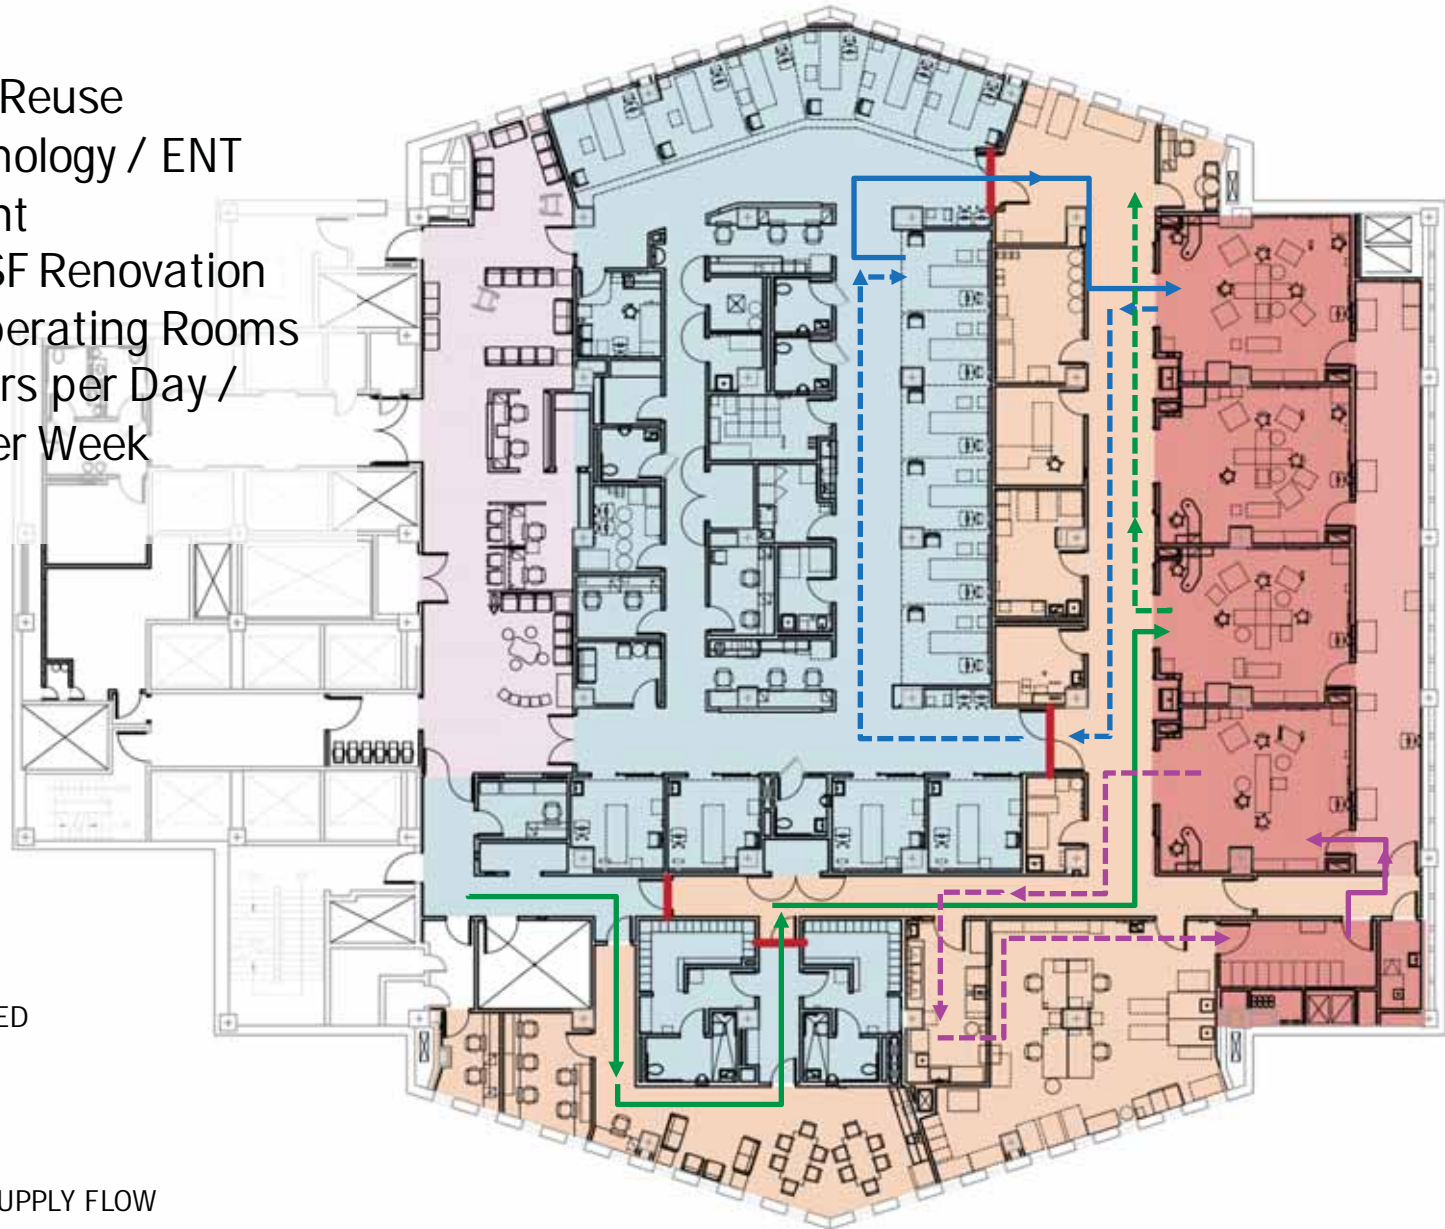 Reuse
nology / ENT
nt
SF Renovation
perating Rooms
rs per Day /
er Week
ED
UPPLY FLOW